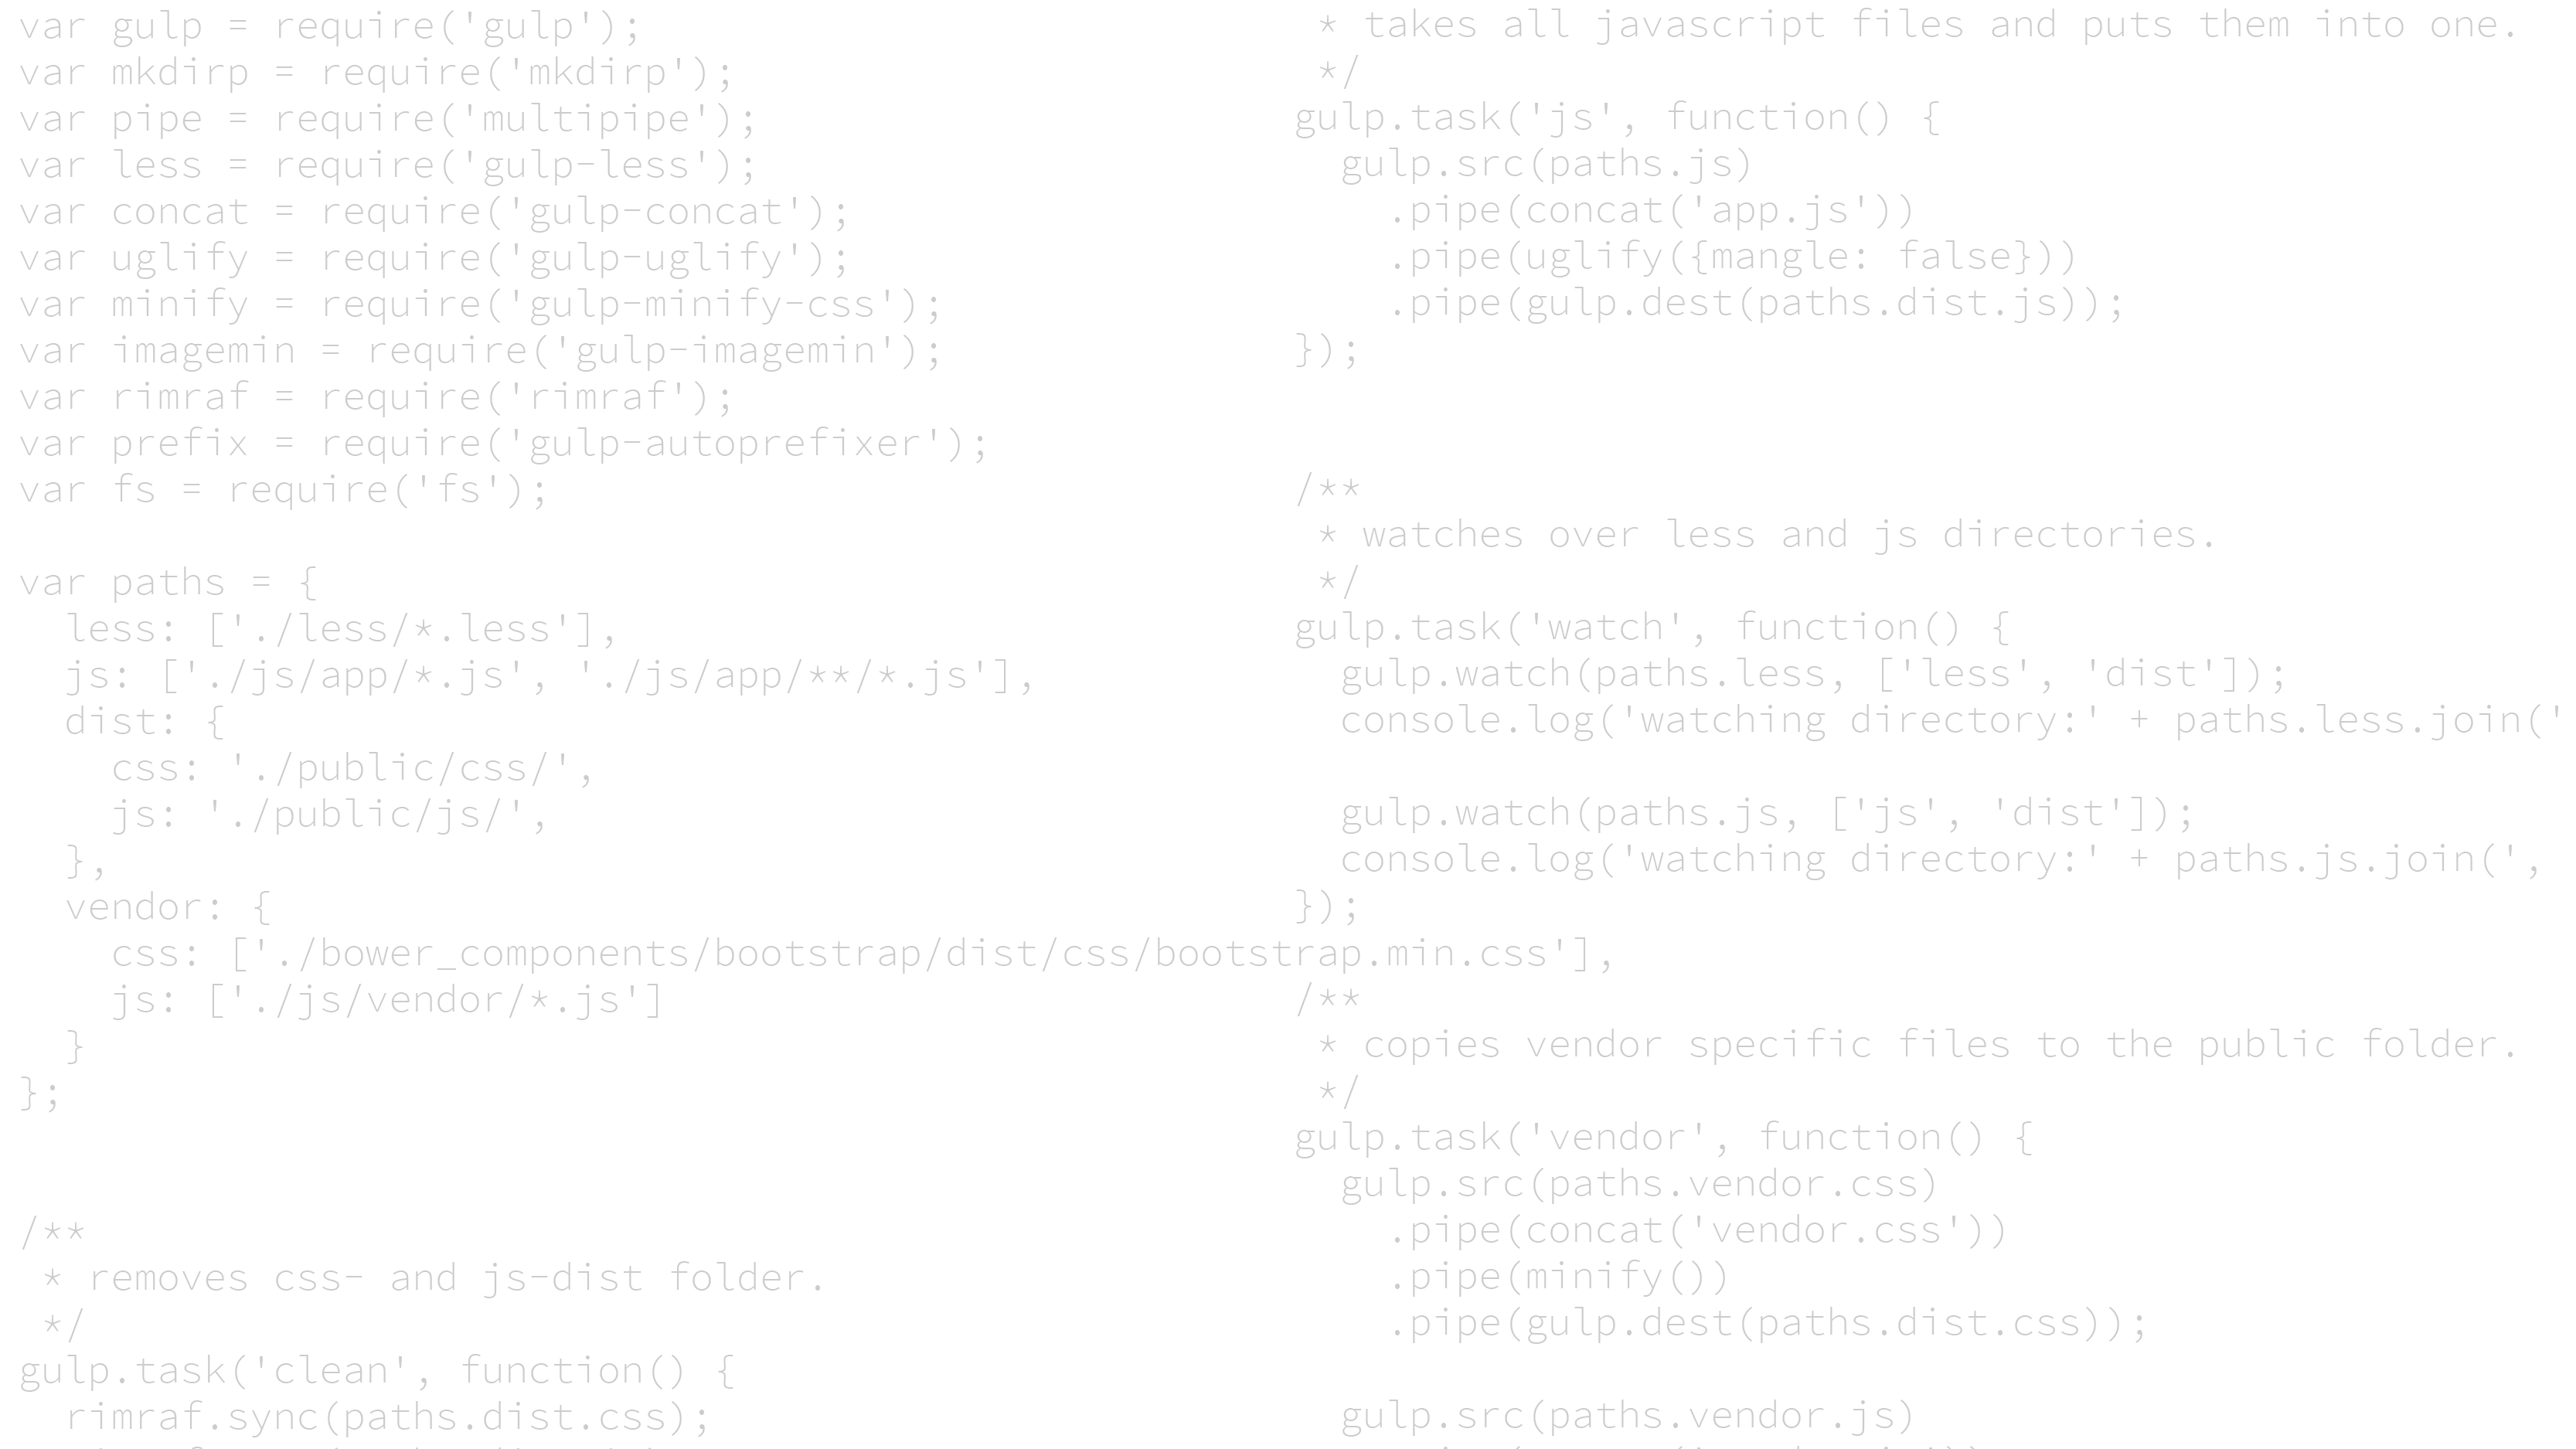 var gulp = require('gulp');
var mkdirp = require('mkdirp');
var pipe = require('multipipe');
var less = require('gulp-less');
var concat = require('gulp-concat');
var uglify = require('gulp-uglify');
var minify = require('gulp-minify-css');
var imagemin = require('gulp-imagemin');
var rimraf = require('rimraf');
var prefix = require('gulp-autoprefixer');
var fs = require('fs');

var paths = {
  less: ['./less/*.less'],
  js: ['./js/app/*.js', './js/app/**/*.js'],
  dist: {
    css: './public/css/',
    js: './public/js/',
  },
  vendor: {
    css: ['./bower_components/bootstrap/dist/css/bootstrap.min.css'],
    js: ['./js/vendor/*.js']
  }
};

/**
 * removes css- and js-dist folder.
 */
gulp.task('clean', function() {
  rimraf.sync(paths.dist.css);
 * takes all javascript files and puts them into one.
 */
gulp.task('js', function() {
  gulp.src(paths.js)
    .pipe(concat('app.js'))
    .pipe(uglify({mangle: false}))
    .pipe(gulp.dest(paths.dist.js));
});

/**
 * watches over less and js directories.
 */
gulp.task('watch', function() {
  gulp.watch(paths.less, ['less', 'dist']);
  console.log('watching directory:' + paths.less.join('

  gulp.watch(paths.js, ['js', 'dist']);
  console.log('watching directory:' + paths.js.join(',
});

/**
 * copies vendor specific files to the public folder.
 */
gulp.task('vendor', function() {
  gulp.src(paths.vendor.css)
    .pipe(concat('vendor.css'))
    .pipe(minify())
    .pipe(gulp.dest(paths.dist.css));

  gulp.src(paths.vendor.js)